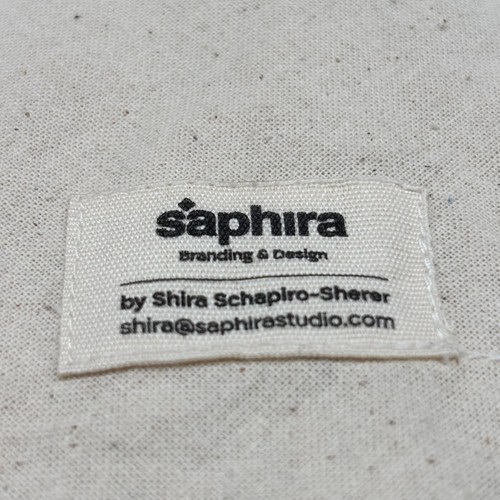 saphira
Branding & Design
by Shira Schapiro-Sherer
shira@saphirastudio.com